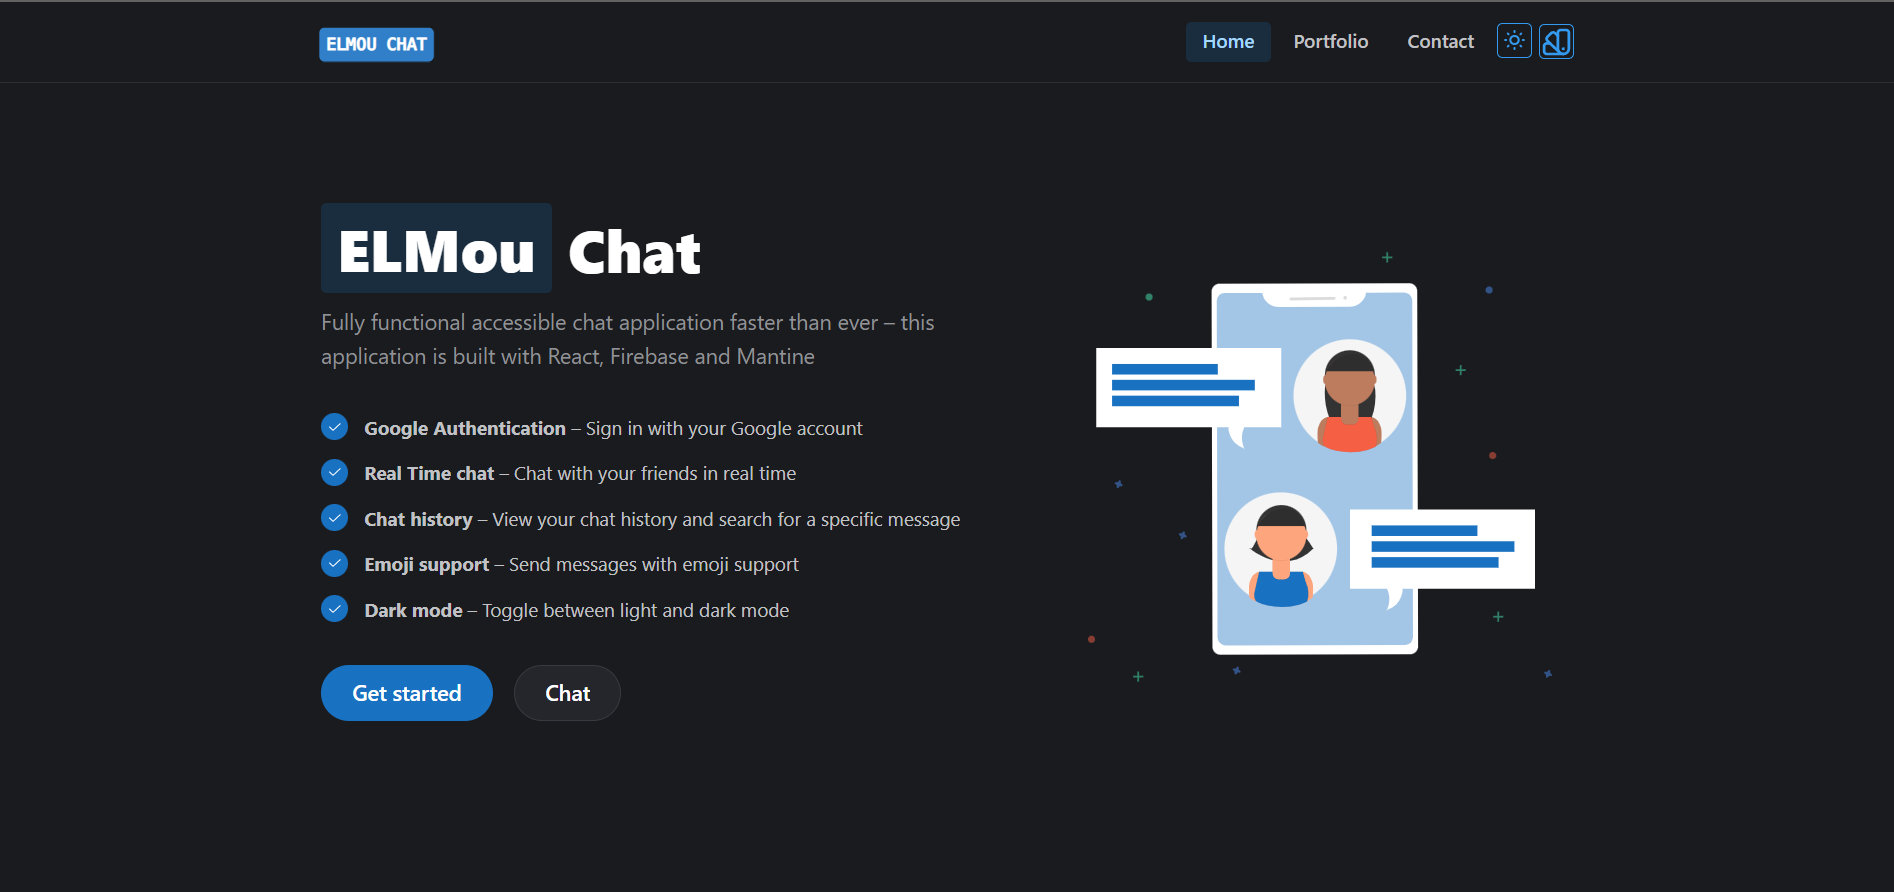 ELMOU CHAT
Home
Portfolio
Contact
ELMou Chat
Fully functional accessible chat application faster than ever – this
application is built with React, Firebase and Mantine
Google Authentication – Sign in with your Google account
Real Time chat – Chat with your friends in real time
Chat history – View your chat history and search for a specific message
Emoji support – Send messages with emoji support
Dark mode – Toggle between light and dark mode
Get started
Chat